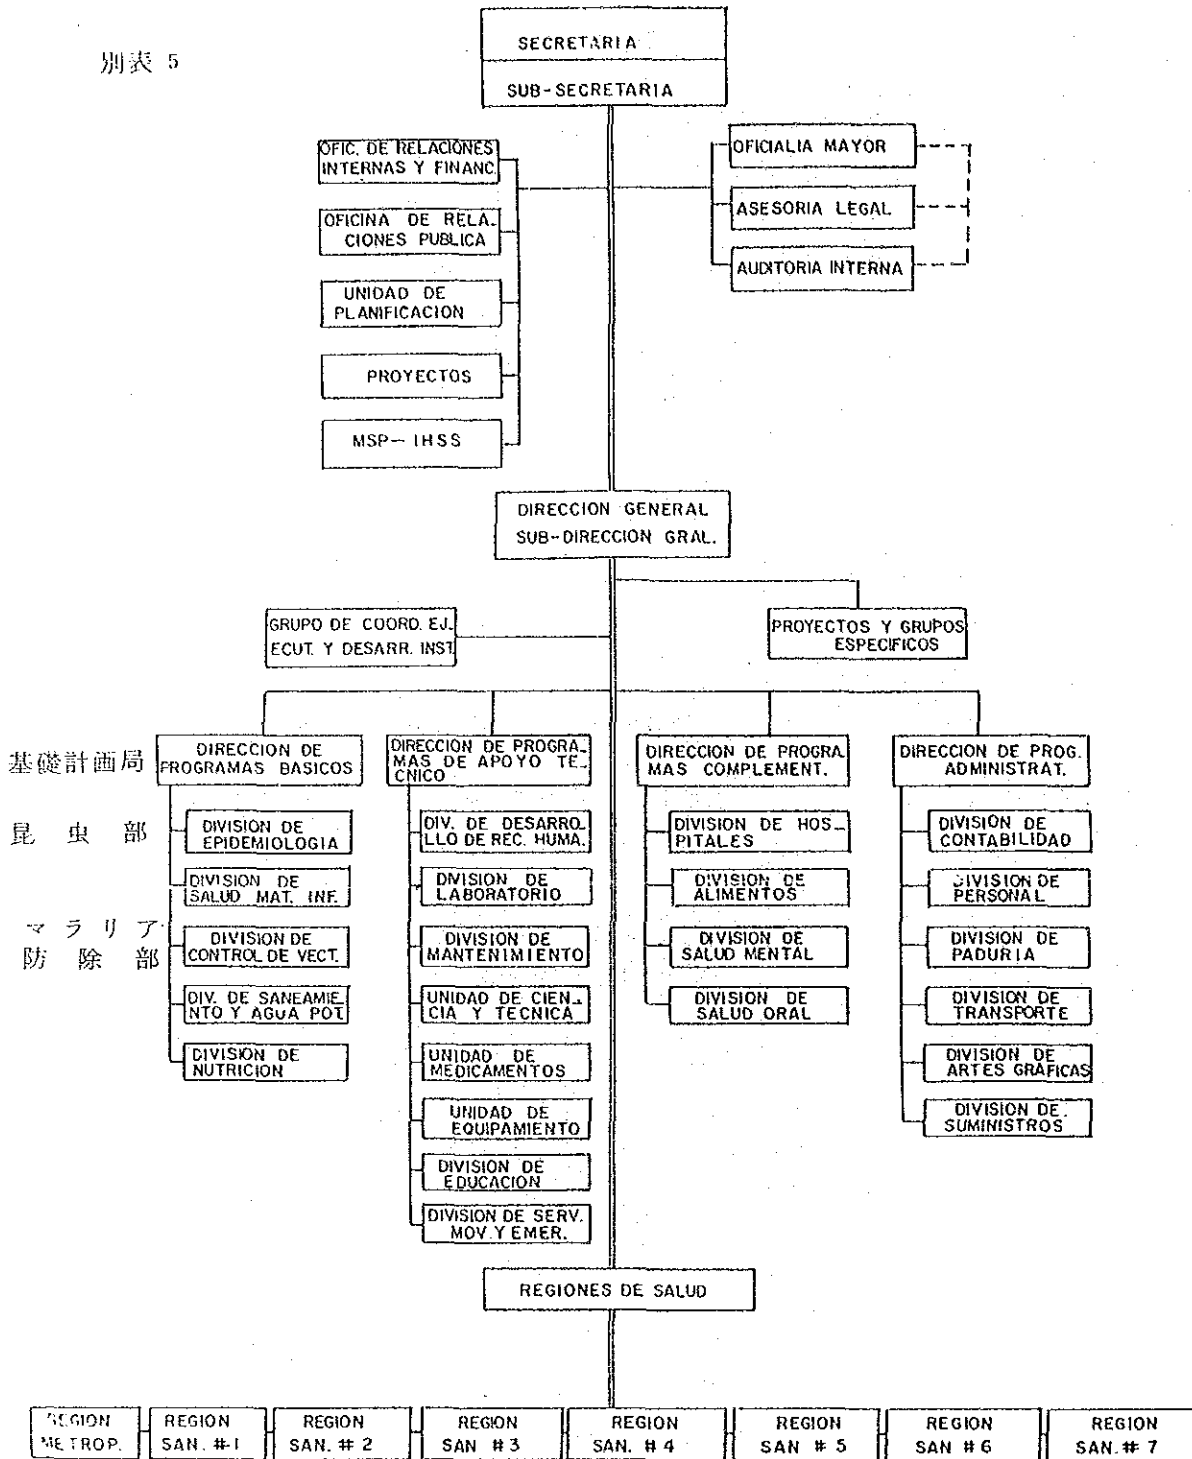 別表 5
SECRETARIA
SUB-SECRETARIA
OFIC. DE RELACIONES
INTERNAS Y FINANC.
OFICINA DE RELA-
CIONES PUBLICA
UNIDAD DE
PLANIFICACION
PROYECTOS
MSP-IHSS
OFICIALIA MAYOR
ASESORIA LEGAL
AUDITORIA INTERNA
DIRECCION GENERAL
SUB-DIRECCION GRAL.
GRUPO DE COORD. EJ-
ECUT. Y DESARR. INST.
PROYECTOS Y GRUPOS
ESPECIFICOS
基礎計画局
DIRECCION DE
PROGRAMAS BASICOS
昆虫部
DIVISION DE
EPIDEMIOLOGIA
DIVISION DE
SALUD MAT. INF.
マラリア
防除部
DIVISION DE
CONTROL DE VECT.
DIV. DE SANEAMIE-
NTO Y AGUA POT.
DIVISION DE
NUTRICION
DIRECCION DE PROGRA-
MAS DE APOYO TE-
CNICO
DIV. DE DESARRO-
LLO DE REC. HUMA.
DIVISION DE
LABORATORIO
DIVISION DE
MANTENIMIENTO
UNIDAD DE CIEN-
CIA Y TECNICA
UNIDAD DE
MEDICAMENTOS
UNIDAD DE
EQUIPAMIENTO
DIVISION DE
EDUCACION
DIVISION DE SERV.
MOV. Y EMER.
DIRECCION DE PROGRA
MAS COMPLEMENT.
DIVISION DE HOS-
PITALES
DIVISION DE
ALIMENTOS
DIVISION DE
SALUD MENTAL
DIVISION DE
SALUD ORAL
DIRECCION DE PROG.
ADMINISTRAT.
DIVISION DE
CONTABILIDAD
DIVISION DE
PERSONAL
DIVISION DE
PADURIA
DIVISION DE
TRANSPORTE
DIVISION DE
ARTES GRAFICAS
DIVISION DE
SUMINISTROS
REGIONES DE SALUD
REGION
METROP.
REGION
SAN. #1
REGION
SAN. # 2
REGION
SAN # 3
REGION
SAN. # 4
REGION
SAN # 5
REGION
SAN # 6
REGION
SAN. # 7